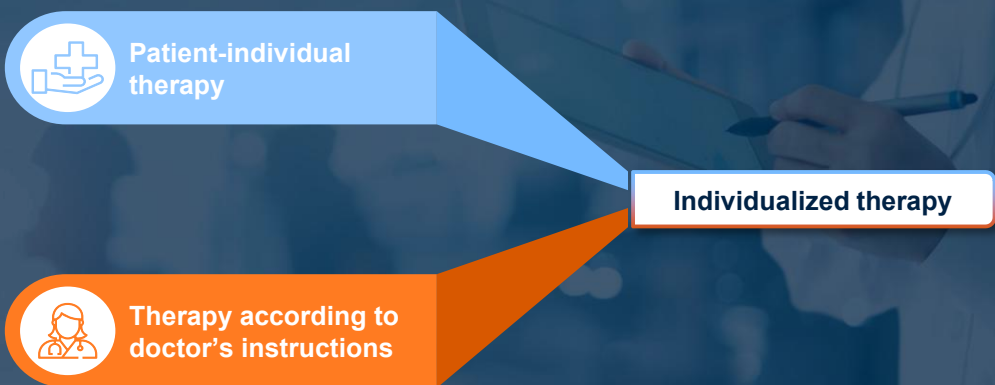 Patient-individual
therapy
Individualized therapy
Therapy according to
doctor's instructions